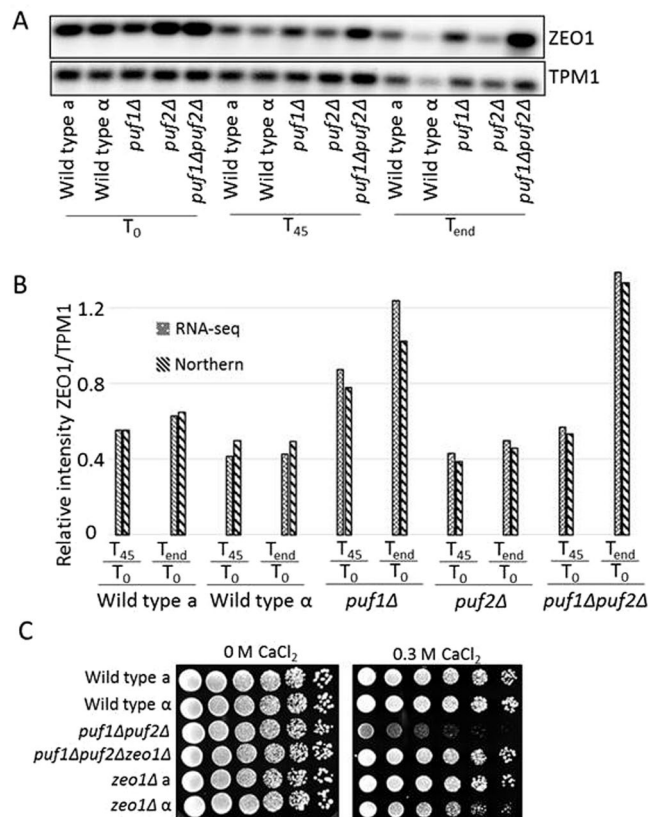 A
ZEO1
TPM1
Wild type a
Wild type α
puf1Δ
puf2Δ
puf1Δpuf2Δ
Wild type a
Wild type α
puf1Δ
puf2Δ
puf1Δpuf2Δ
Wild type a
Wild type α
puf1Δ
puf2Δ
puf1Δpuf2Δ
T0 T45 Tend
B
Relative intensity ZEO1/TPM1
1.2
0.8
0.4
0
RNA-seq
Northern
T45 Tend T45 Tend T45 Tend T45 Tend T45 Tend
T0 T0 T0 T0 T0 T0 T0 T0 T0 T0
Wild type a Wild type α puf1Δ puf2Δ puf1Δpuf2Δ
C
0 M CaCl2 0.3 M CaCl2
Wild type a
Wild type α
puf1Δpuf2Δ
puf1Δpuf2Δzeo1Δ
zeo1Δ a
zeo1Δ α